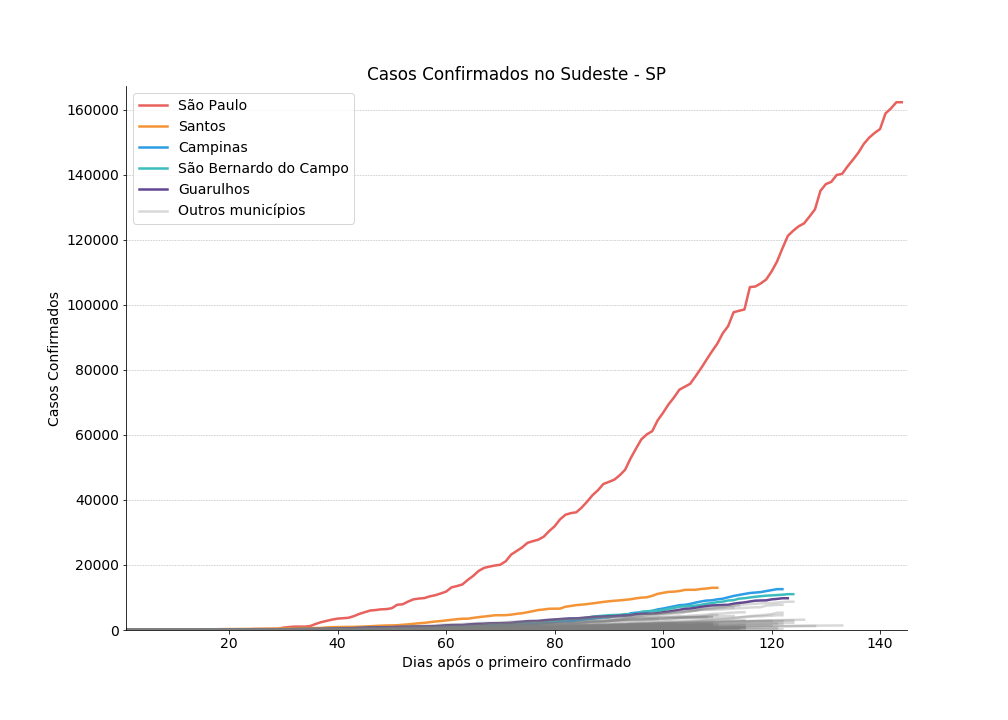 Casos Confirmados no Sudeste - SP
São Paulo
Santos
Campinas
São Bernardo do Campo
Guarulhos
Outros municípios
160000
140000
120000
100000
80000
60000
40000
20000
0
Casos Confirmados
20 40 60 80 100 120 140
Dias após o primeiro confirmado